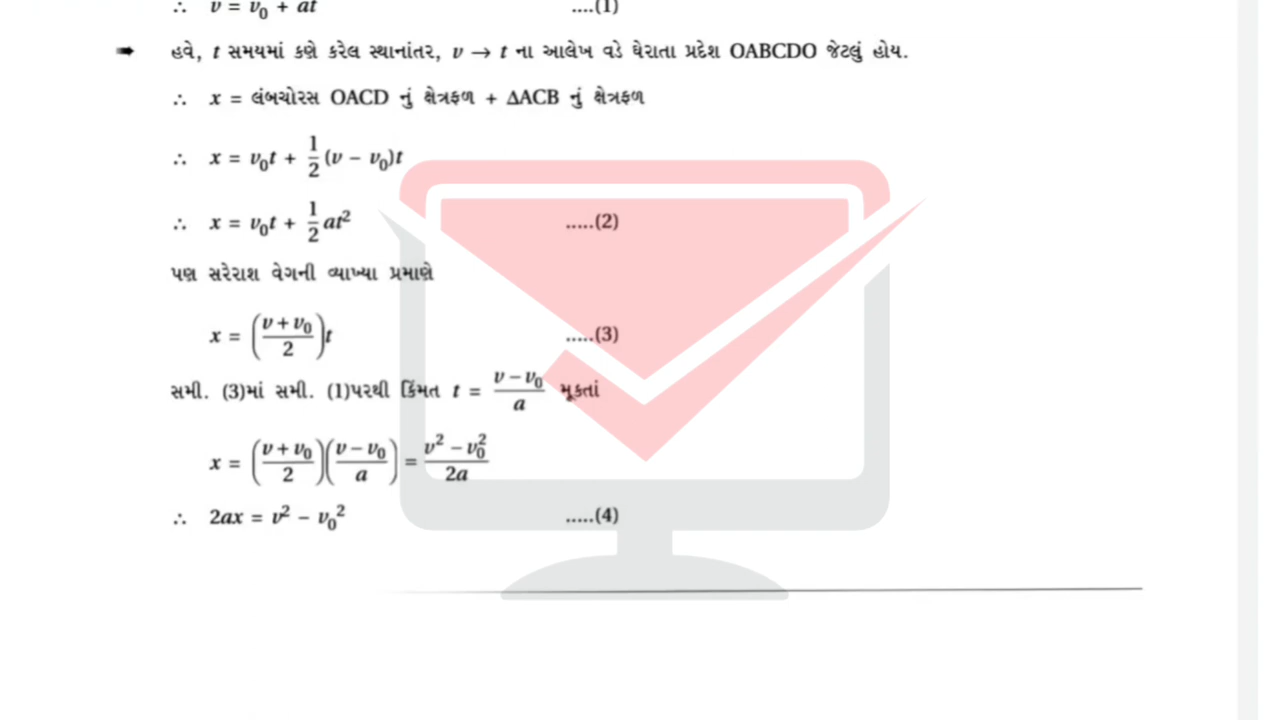 ∴ v = v₀ + at ....(1)
➠ હવે, t સમયમાં કણે કરેલ સ્થાનાંતર, v → t ના આલેખ વડે ઘેરાતા પ્રદેશ OABCDO જેટલું હોય.
∴ x = લંબચોરસ OACD નું ક્ષેત્રફળ + ΔACB નું ક્ષેત્રફળ
∴ x = v₀t + 1/2 (v – v₀)t
∴ x = v₀t + 1/2 at² .....(2)
પણ સરેરાશ વેગની વ્યાખ્યા પ્રમાણે
x = ((v + v₀)/2)t .....(3)
સમી. (3)માં સમી. (1)પરથી કિંમત t = (v – v₀)/a મૂકતાં
x = ((v + v₀)/2)((v – v₀)/a) = (v² – v₀²)/2a
∴ 2ax = v² – v₀² .....(4)